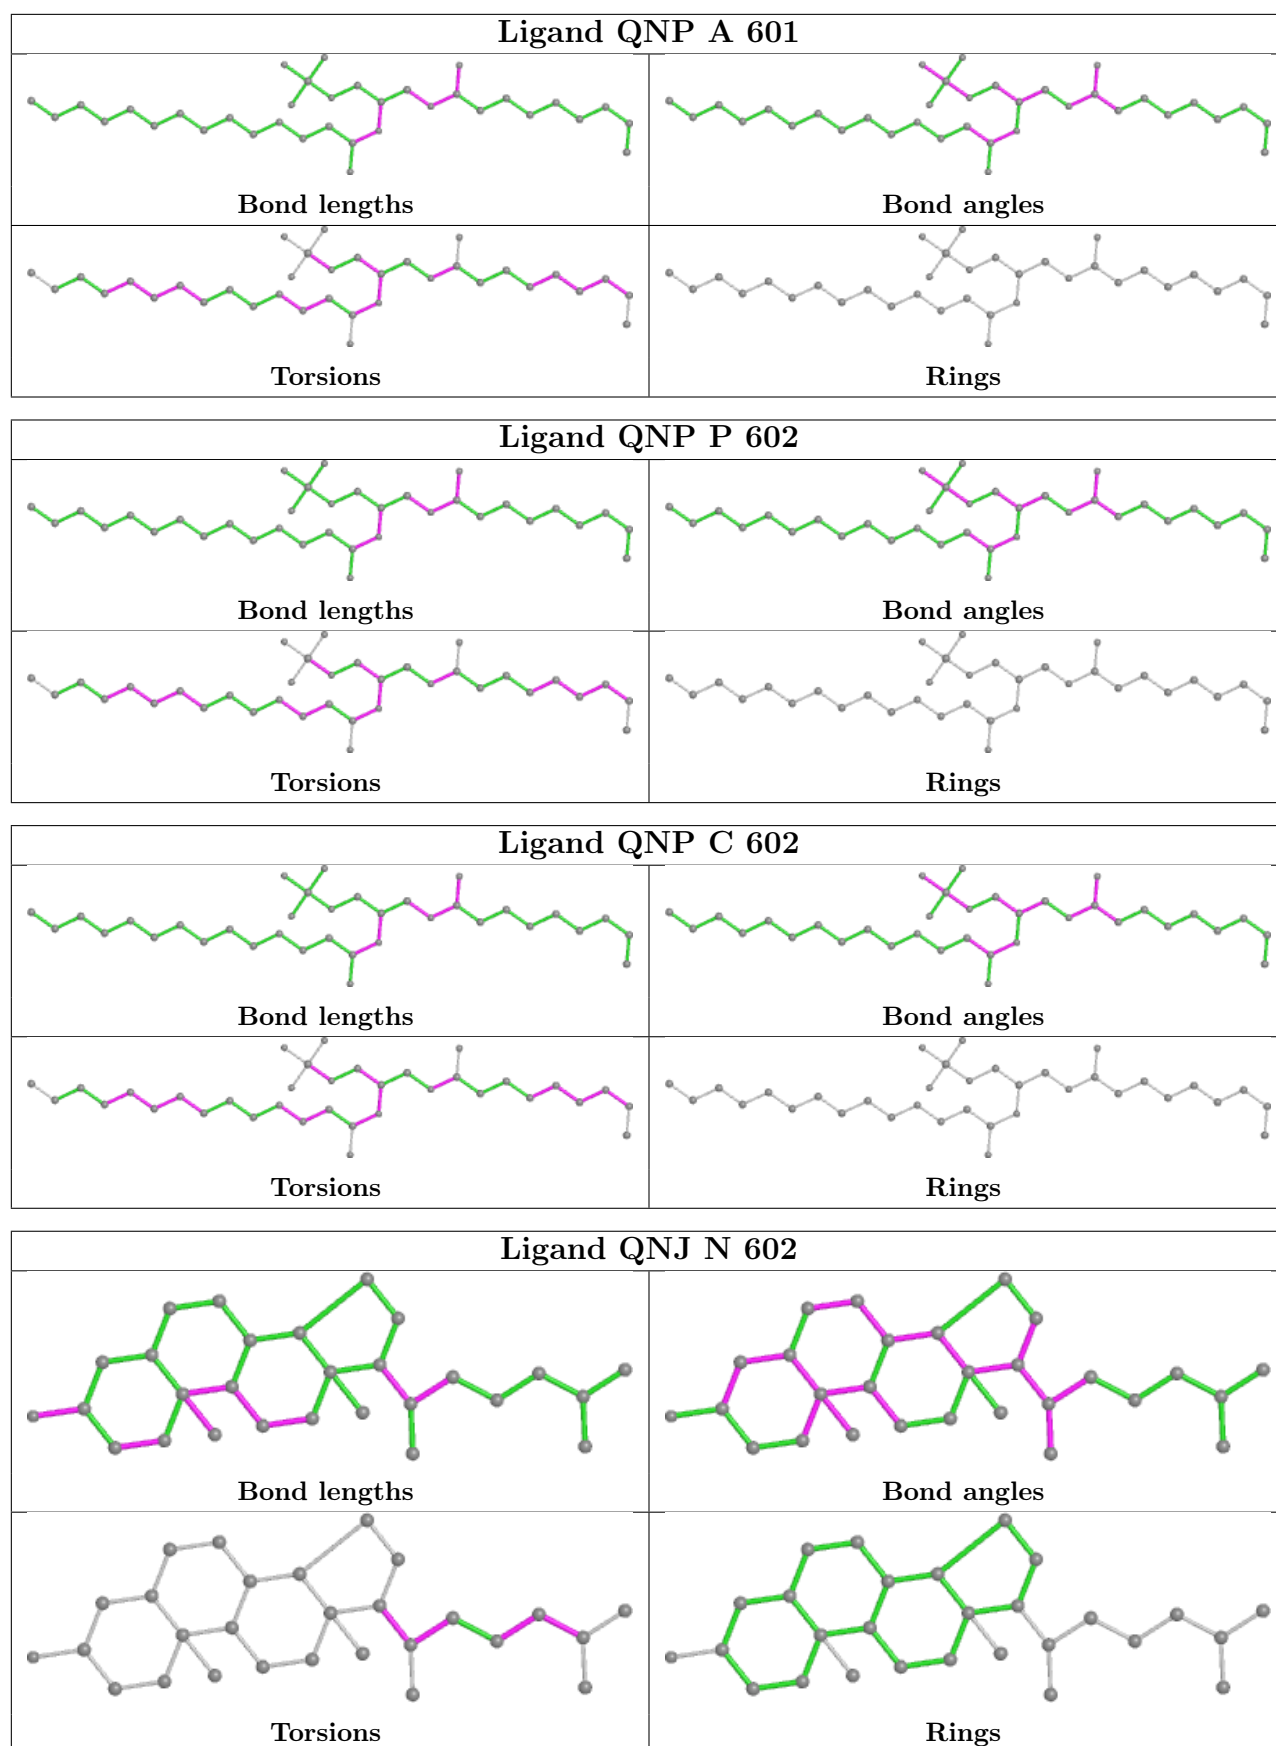 Ligand QNP A 601
Bond lengths
Bond angles
Torsions
Rings
Ligand QNP P 602
Bond lengths
Bond angles
Torsions
Rings
Ligand QNP C 602
Bond lengths
Bond angles
Torsions
Rings
Ligand QNJ N 602
Bond lengths
Bond angles
Torsions
Rings